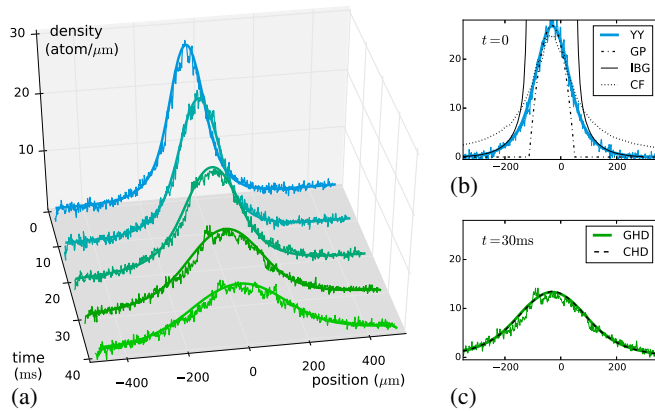 30
density
(atom/μm)
20
10
0
10
20
30
40
time
(ms)
−400
−200
0
200
400
position (μm)
(a)
t=0
YY
GP
IBG
CF
20
10
0
−200
0
200
(b)
t=30ms
GHD
CHD
20
10
0
−200
0
200
(c)